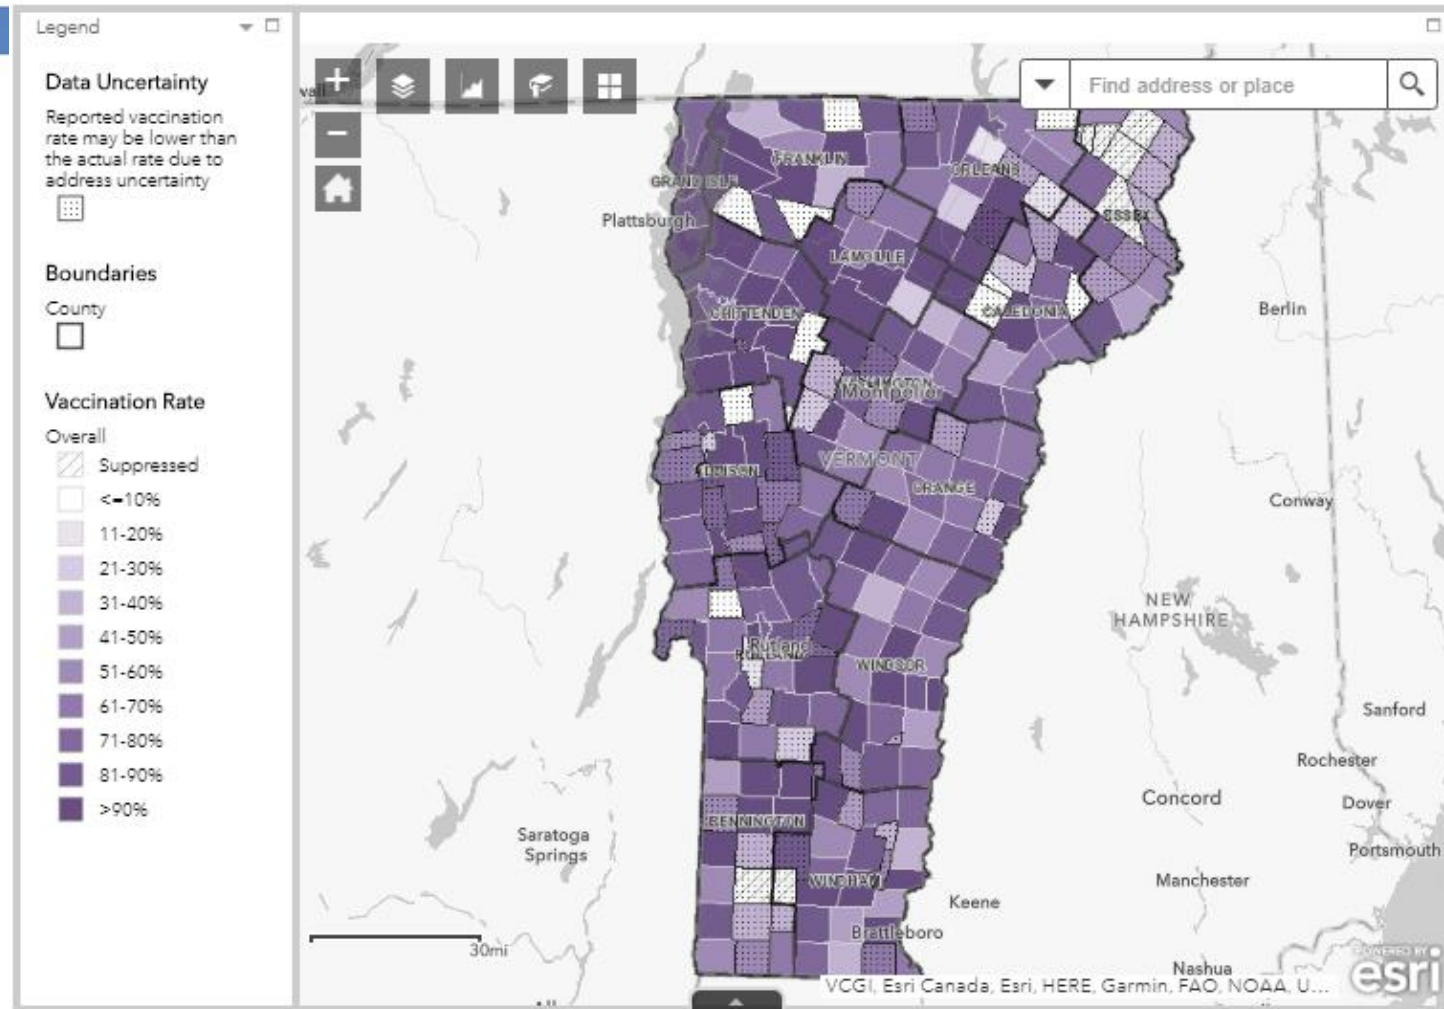 Legend
Data Uncertainty
Reported vaccination
rate may be lower than
the actual rate due to
address uncertainty
Boundaries
County
Vaccination Rate
Overall
Suppressed
<=10%
11-20%
21-30%
31-40%
41-50%
51-60%
61-70%
71-80%
81-90%
>90%
Find address or place
FRANKLIN
ORLEANS
GRAND ISLE
Plattsburgh
ESSEX
LAMOILLE
Berlin
CHITTENDEN
CALEDONIA
WASHINGTON
Montpelier
VERMONT
ADDISON
ORANGE
Conway
NEW
HAMPSHIRE
Rutland
RUTLAND
WINDSOR
Sanford
Rochester
Concord
Dover
BENNINGTON
Saratoga
Springs
Portsmouth
WINDHAM
Manchester
Keene
Brattleboro
30mi
Nashua
POWERED BY
esri
VCGI, Esri Canada, Esri, HERE, Garmin, FAO, NOAA, U...